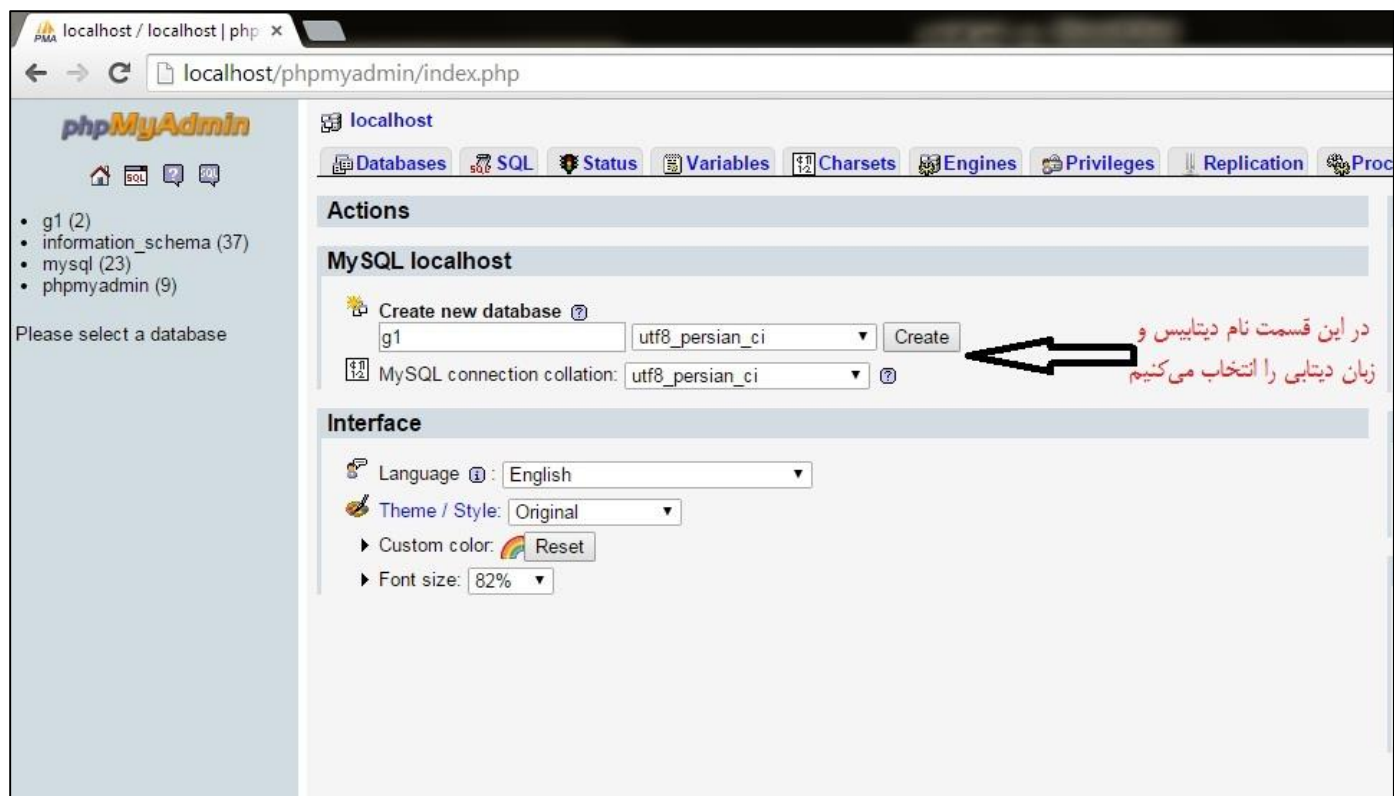 localhost / localhost | php
localhost/phpmyadmin/index.php
phpMyAdmin
SQL
g1 (2)
information_schema (37)
mysql (23)
phpmyadmin (9)
Please select a database
localhost
Databases SQL Status Variables Charsets Engines Privileges Replication Proc
Actions
MySQL localhost
Create new database
g1 utf8_persian_ci Create
MySQL connection collation: utf8_persian_ci
در این قسمت نام دیتابیس و
زبان دیتابی را انتخاب می‌کنیم
Interface
Language : English
Theme / Style: Original
Custom color: Reset
Font size: 82%